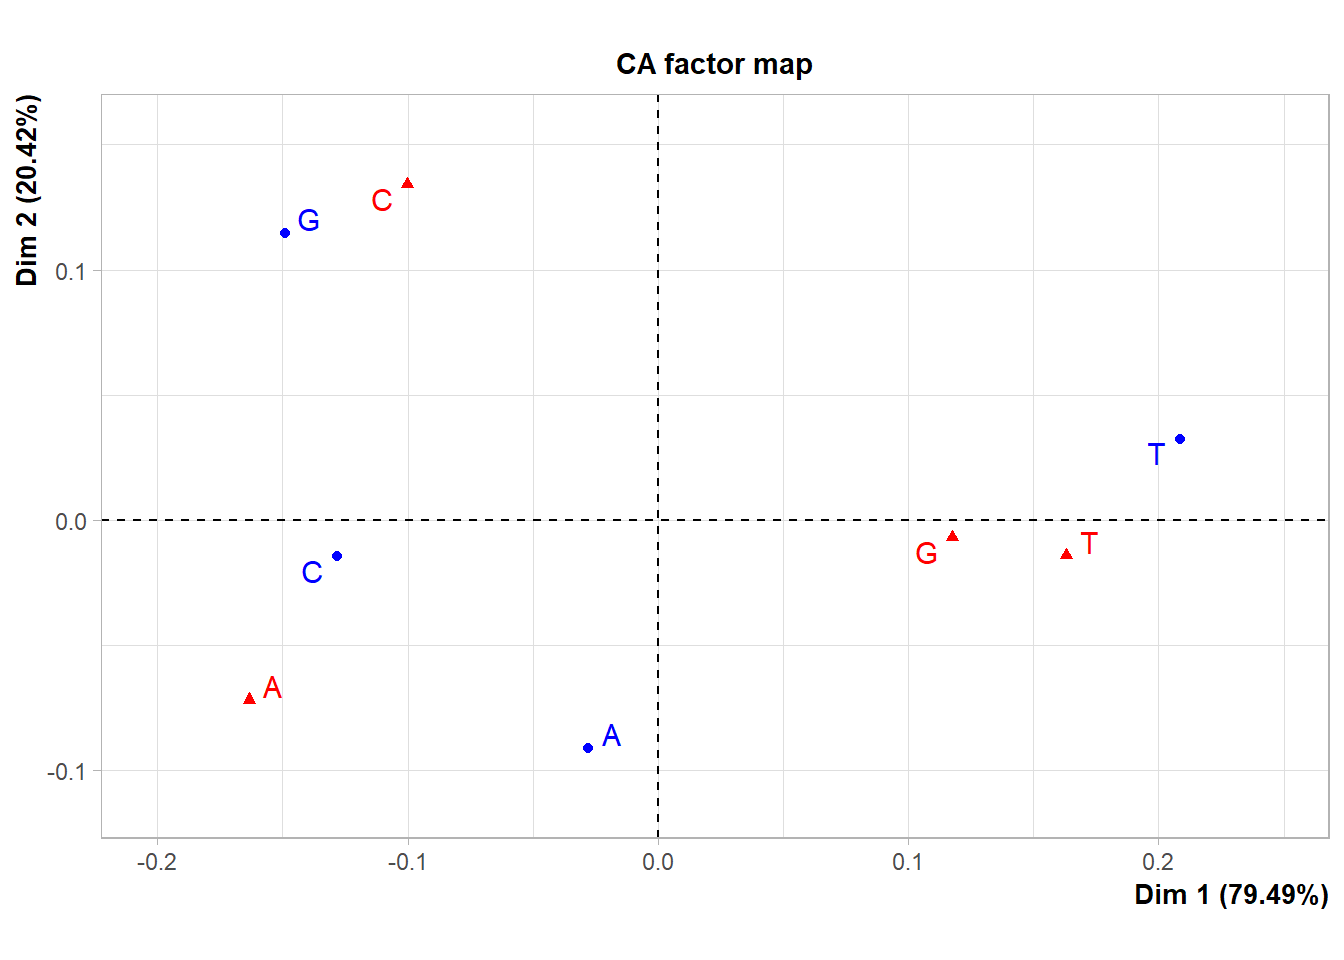 CA factor map
Dim 2 (20.42%)
C
G
0.1
T
0.0
T
G
C
A
A
-0.1
-0.2
-0.1
0.0
0.1
0.2
Dim 1 (79.49%)